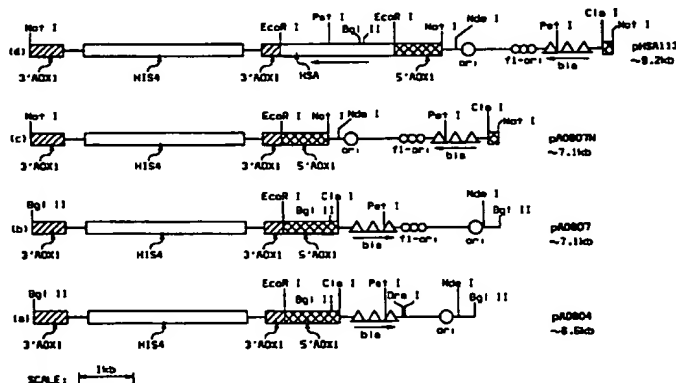 Not I
EcoR I
Pst I
Bgl II
EcoR I
Not I
Nde I
Pst I
Cla I
Not I
(d)
pHSA113
~9.2kb
3'AOX1
HIS4
3'AOX1
HSA
5'AOX1
ori
f1-ori
bla
Not I
EcoR I
Not I
Nde I
Pst I
Cla I
Not I
(c)
pAO807N
~7.1kb
3'AOX1
HIS4
3'AOX1
5'AOX1
ori
f1-ori
bla
Bgl II
EcoR I
Bgl II
Cla I
Pst I
Nde I
Bgl II
(b)
pAO807
~7.1kb
3'AOX1
HIS4
3'AOX1
5'AOX1
bla
f1-ori
ori
Bgl II
EcoR I
Bgl II
Cla I
Pst I
Dra I
Nde I
Bgl II
(a)
pAO804
~6.6kb
3'AOX1
HIS4
3'AOX1
5'AOX1
bla
ori
SCALE: 1kb